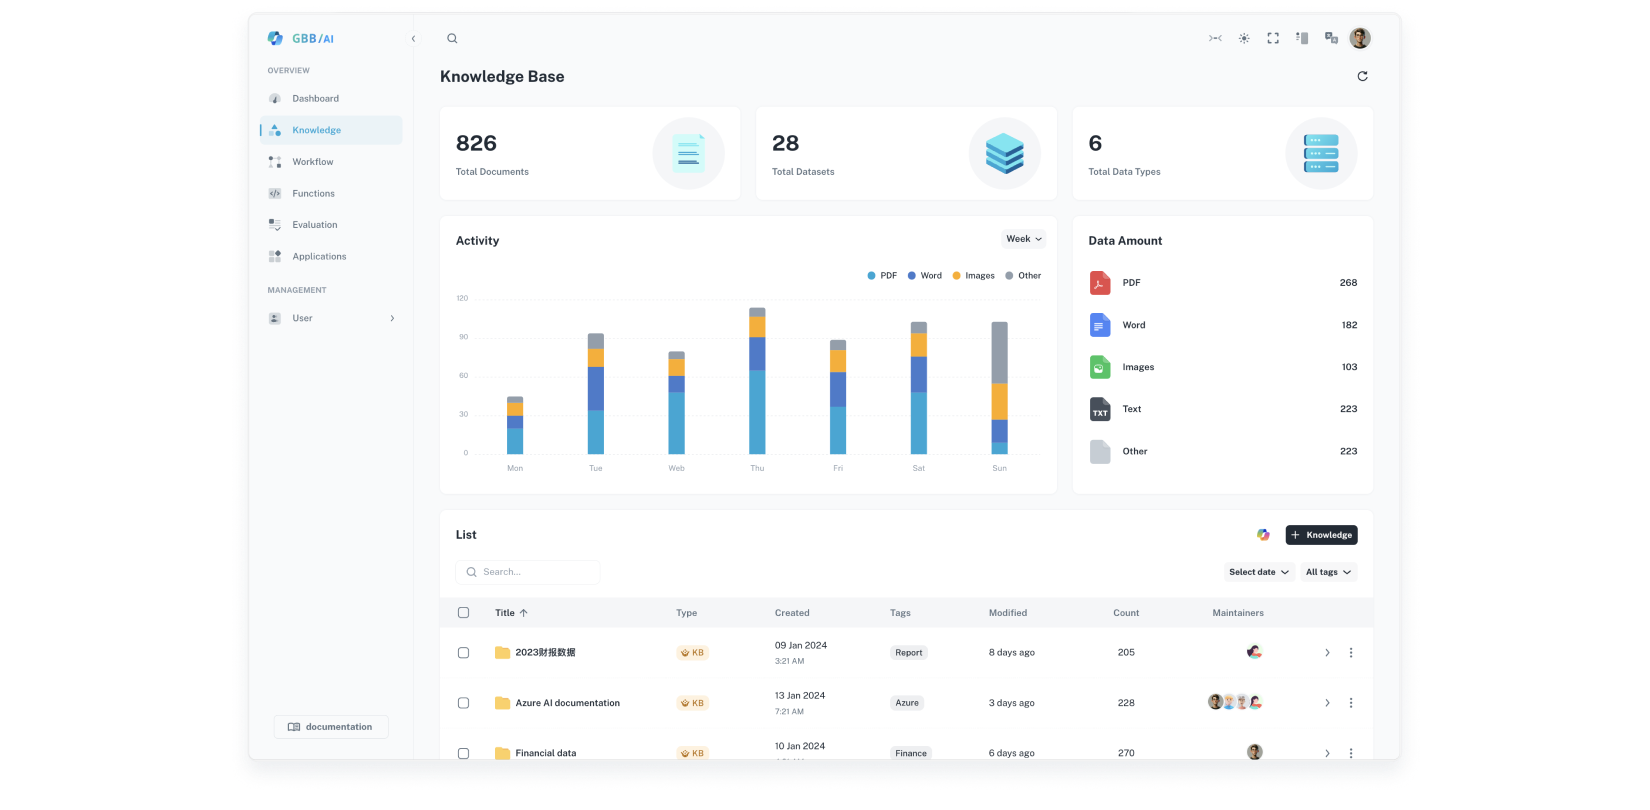 GBB/AI
OVERVIEW
Dashboard
Knowledge
Workflow
Functions
Evaluation
Applications
MANAGEMENT
User
documentation
Knowledge Base
826
Total Documents
28
Total Datasets
6
Total Data Types
Activity
Week
PDF Word Images Other
120
90
60
30
0
Mon Tue Web Thu Fri Sat Sun
Data Amount
PDF 268
Word 182
Images 103
TXT Text 223
Other 223
List
+ Knowledge
Search...
Select date All tags
Title Type Created Tags Modified Count Maintainers
2023财报数据 KB 09 Jan 2024 3:21 AM Report 8 days ago 205
Azure AI documentation KB 13 Jan 2024 7:21 AM Azure 3 days ago 228
Financial data KB 10 Jan 2024 Finance 6 days ago 270